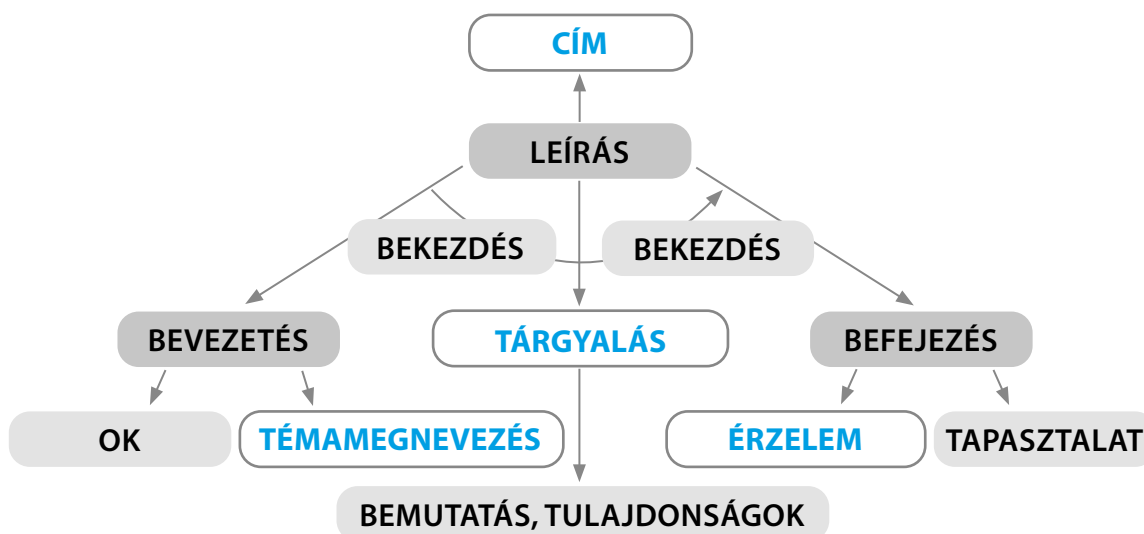 CÍM
LEÍRÁS
BEKEZDÉS
BEKEZDÉS
BEVEZETÉS
TÁRGYALÁS
BEFEJEZÉS
OK
TÉMAMEGNEVEZÉS
ÉRZELEM
TAPASZTALAT
BEMUTATÁS, TULAJDONSÁGOK